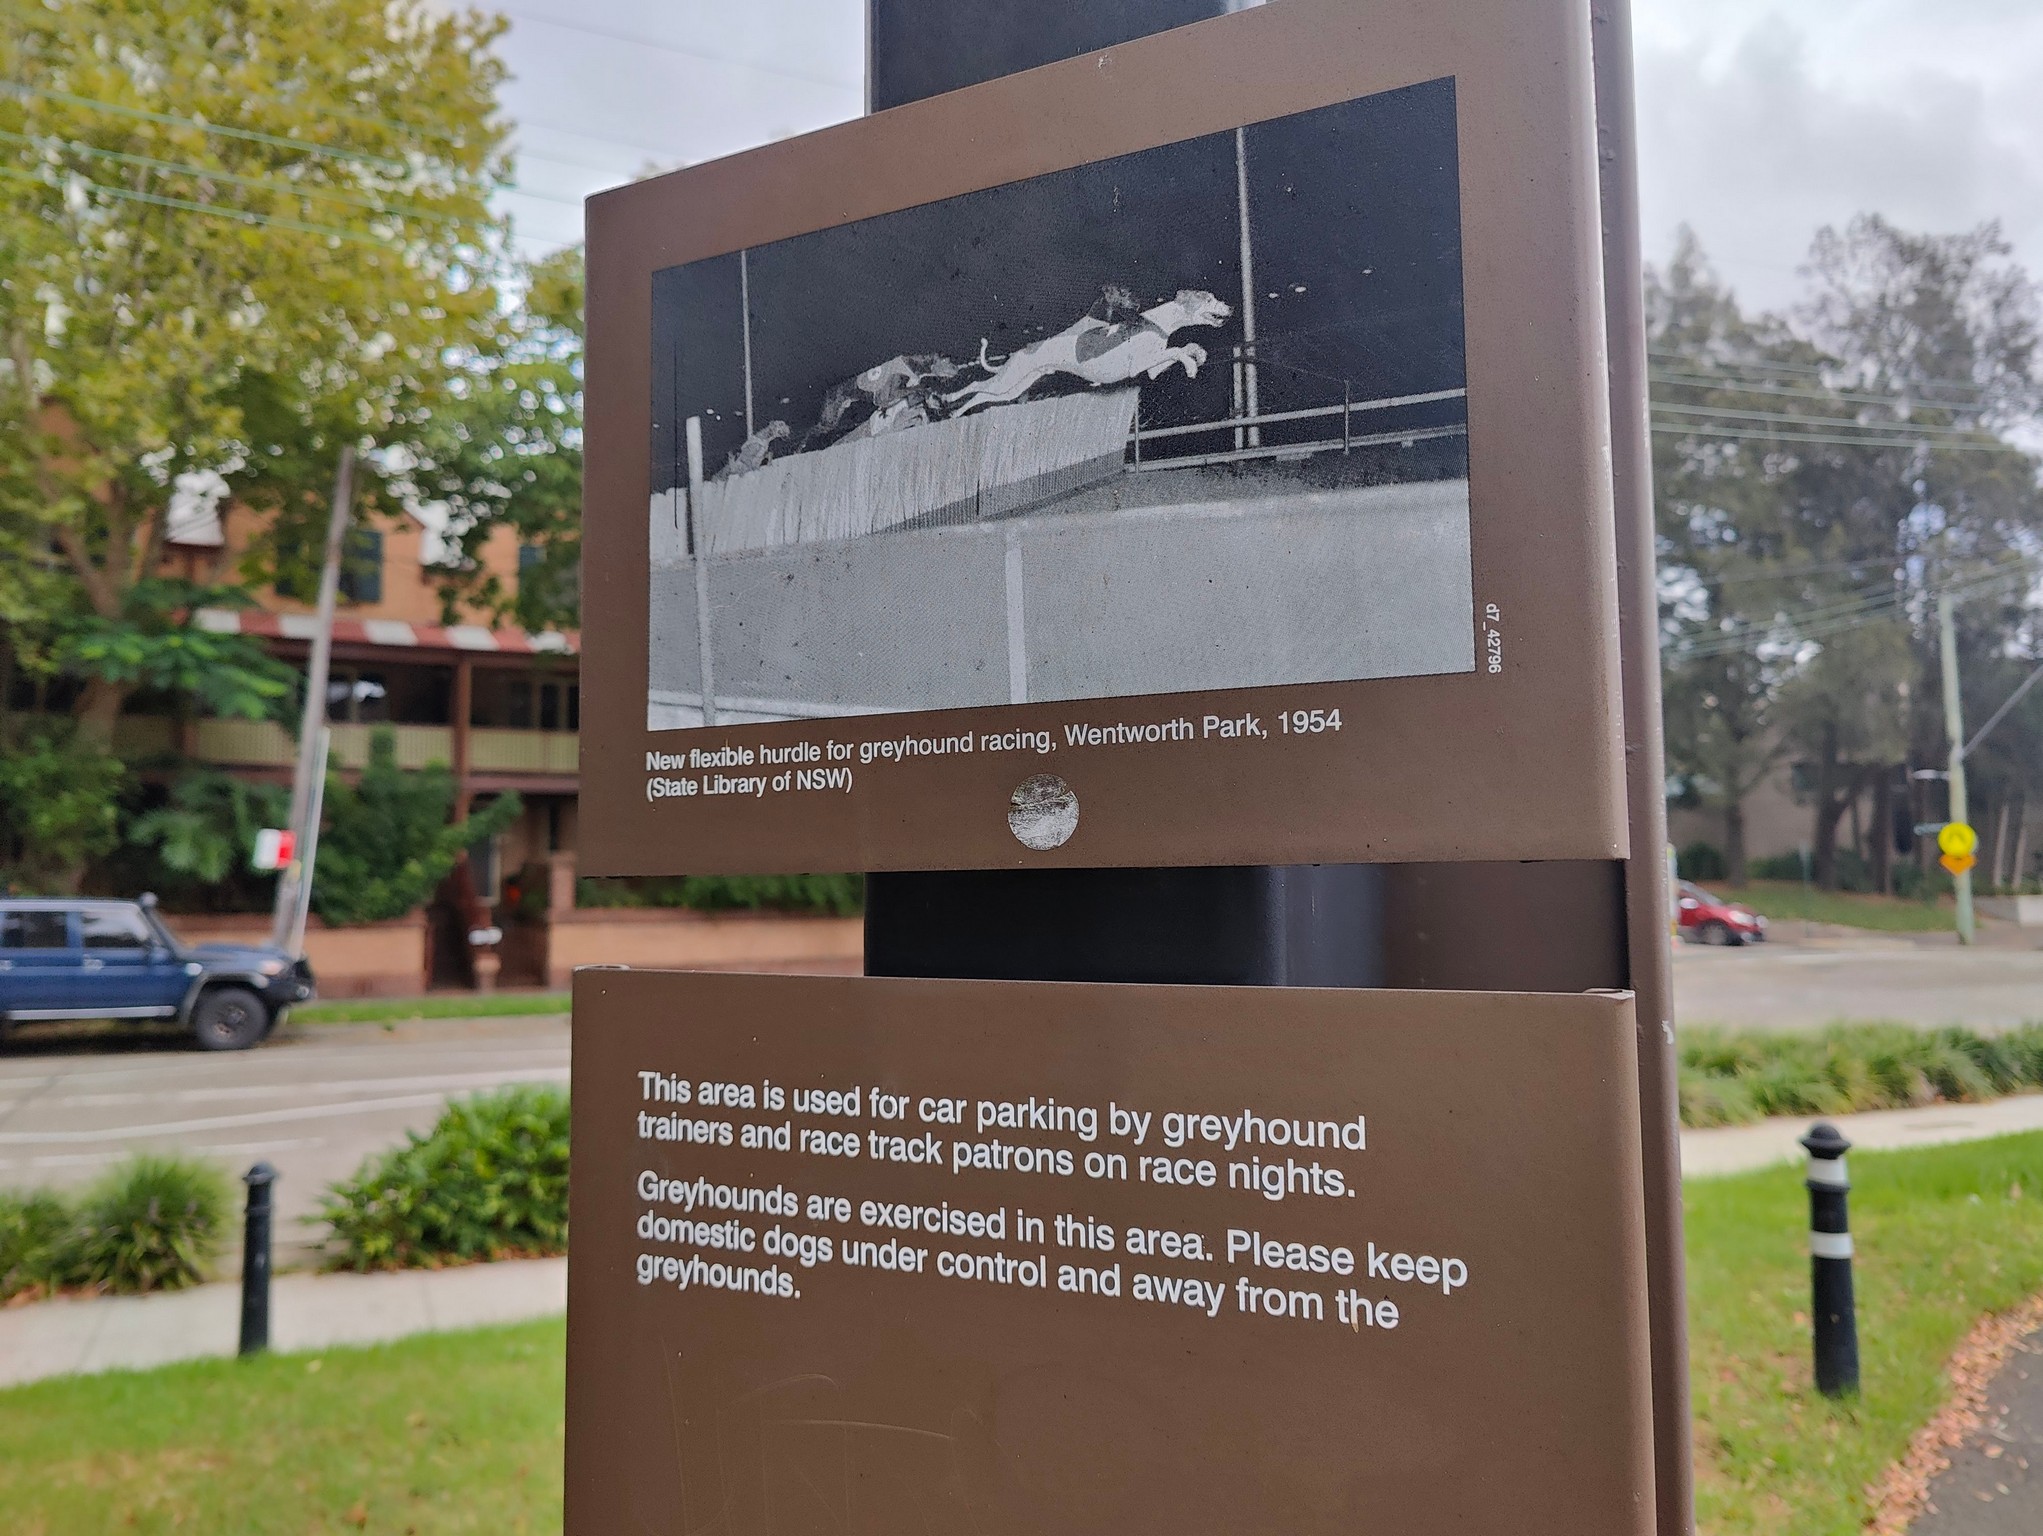 d7_42796
New flexible hurdle for greyhound racing, Wentworth Park, 1954
(State Library of NSW)
This area is used for car parking by greyhound
trainers and race track patrons on race nights.
Greyhounds are exercised in this area. Please keep
domestic dogs under control and away from the
greyhounds.